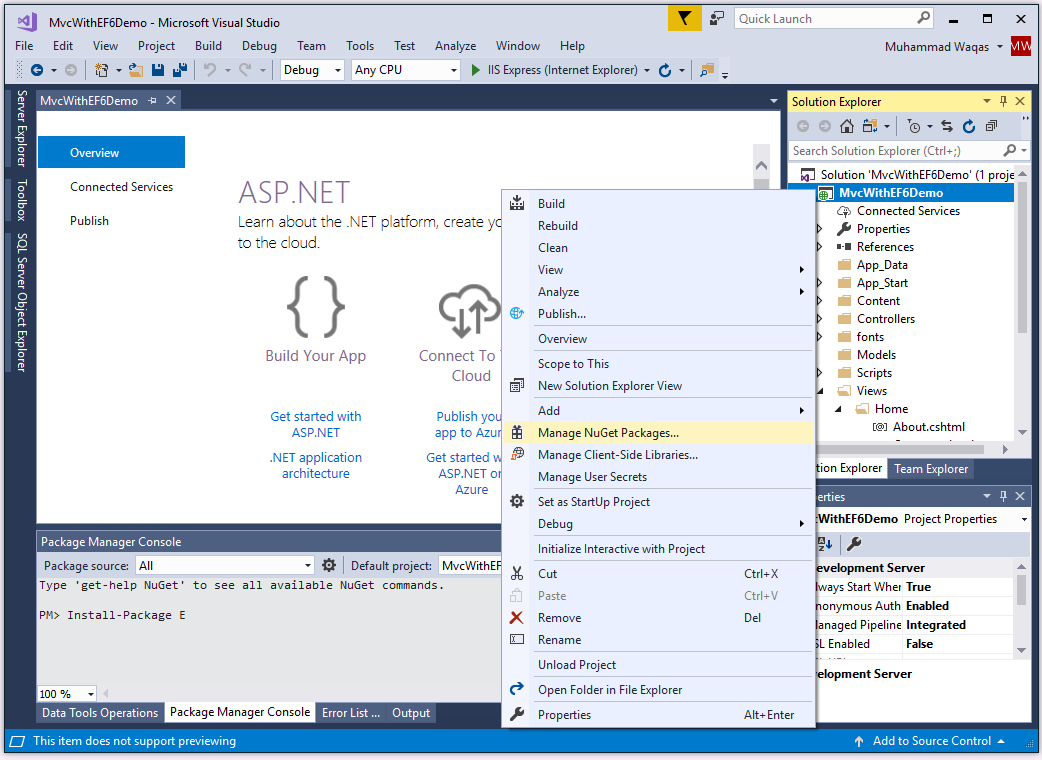 MvcWithEF6Demo - Microsoft Visual Studio
Quick Launch
File Edit View Project Build Debug Team Tools Test Analyze Window Help
Muhammad Waqas
MW
Debug
Any CPU
IIS Express (Internet Explorer)
Server Explorer
Toolbox
SQL Server Object Explorer
MvcWithEF6Demo
Overview
Connected Services
Publish
ASP.NET
Learn about the .NET platform, create yo
to the cloud.
Build Your App
Connect To
Cloud
Get started with
ASP.NET
.NET application
architecture
Publish you
app to Azur
Get started w
ASP.NET on
Azure
Build
Rebuild
Clean
View
Analyze
Publish...
Overview
Scope to This
New Solution Explorer View
Add
Manage NuGet Packages...
Manage Client-Side Libraries...
Manage User Secrets
Set as StartUp Project
Debug
Initialize Interactive with Project
Cut Ctrl+X
Paste Ctrl+V
Remove Del
Rename
Unload Project
Open Folder in File Explorer
Properties Alt+Enter
Solution Explorer
Search Solution Explorer (Ctrl+;)
Solution 'MvcWithEF6Demo' (1 proje
MvcWithEF6Demo
Connected Services
Properties
References
App_Data
App_Start
Content
Controllers
fonts
Models
Scripts
Views
Home
About.cshtml
tion Explorer
Team Explorer
erties
cWithEF6Demo Project Properties
evelopment Server
lways Start When True
nonymous Auth Enabled
anaged Pipeline Integrated
SL Enabled False
elopment Server
Package Manager Console
Package source: All
Default project: MvcWithEF
Type 'get-help NuGet' to see all available NuGet commands.
PM> Install-Package E
100 %
Data Tools Operations
Package Manager Console
Error List ...
Output
This item does not support previewing
Add to Source Control